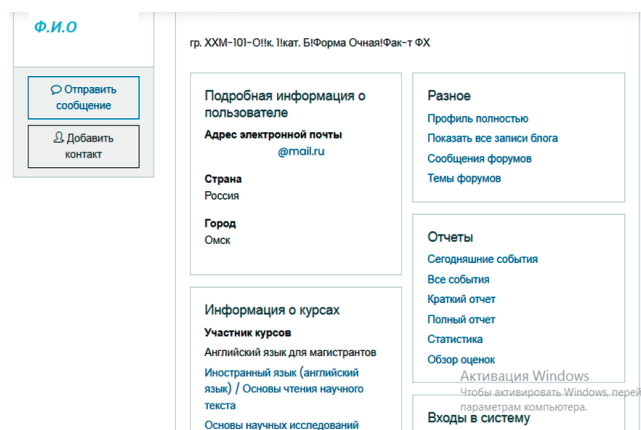 Ф.И.О
Отправить
сообщение
Добавить
контакт
гр. ХХМ-101-О!!к. 1!кат. Б!Форма Очная!Фак-т ФХ
Подробная информация о
пользователе
Адрес электронной почты
@mail.ru
Страна
Россия
Город
Омск
Информация о курсах
Участник курсов
Английский язык для магистрантов
Иностранный язык (английский
язык) / Основы чтения научного
текста
Основы научных исследований
Разное
Профиль полностью
Показать все записи блога
Сообщения форумов
Темы форумов
Отчеты
Сегодняшние события
Все события
Краткий отчет
Полный отчет
Статистика
Обзор оценок
Активация Windows
Чтобы активировать Windows, перей
параметрам компьютера.
Входы в систему